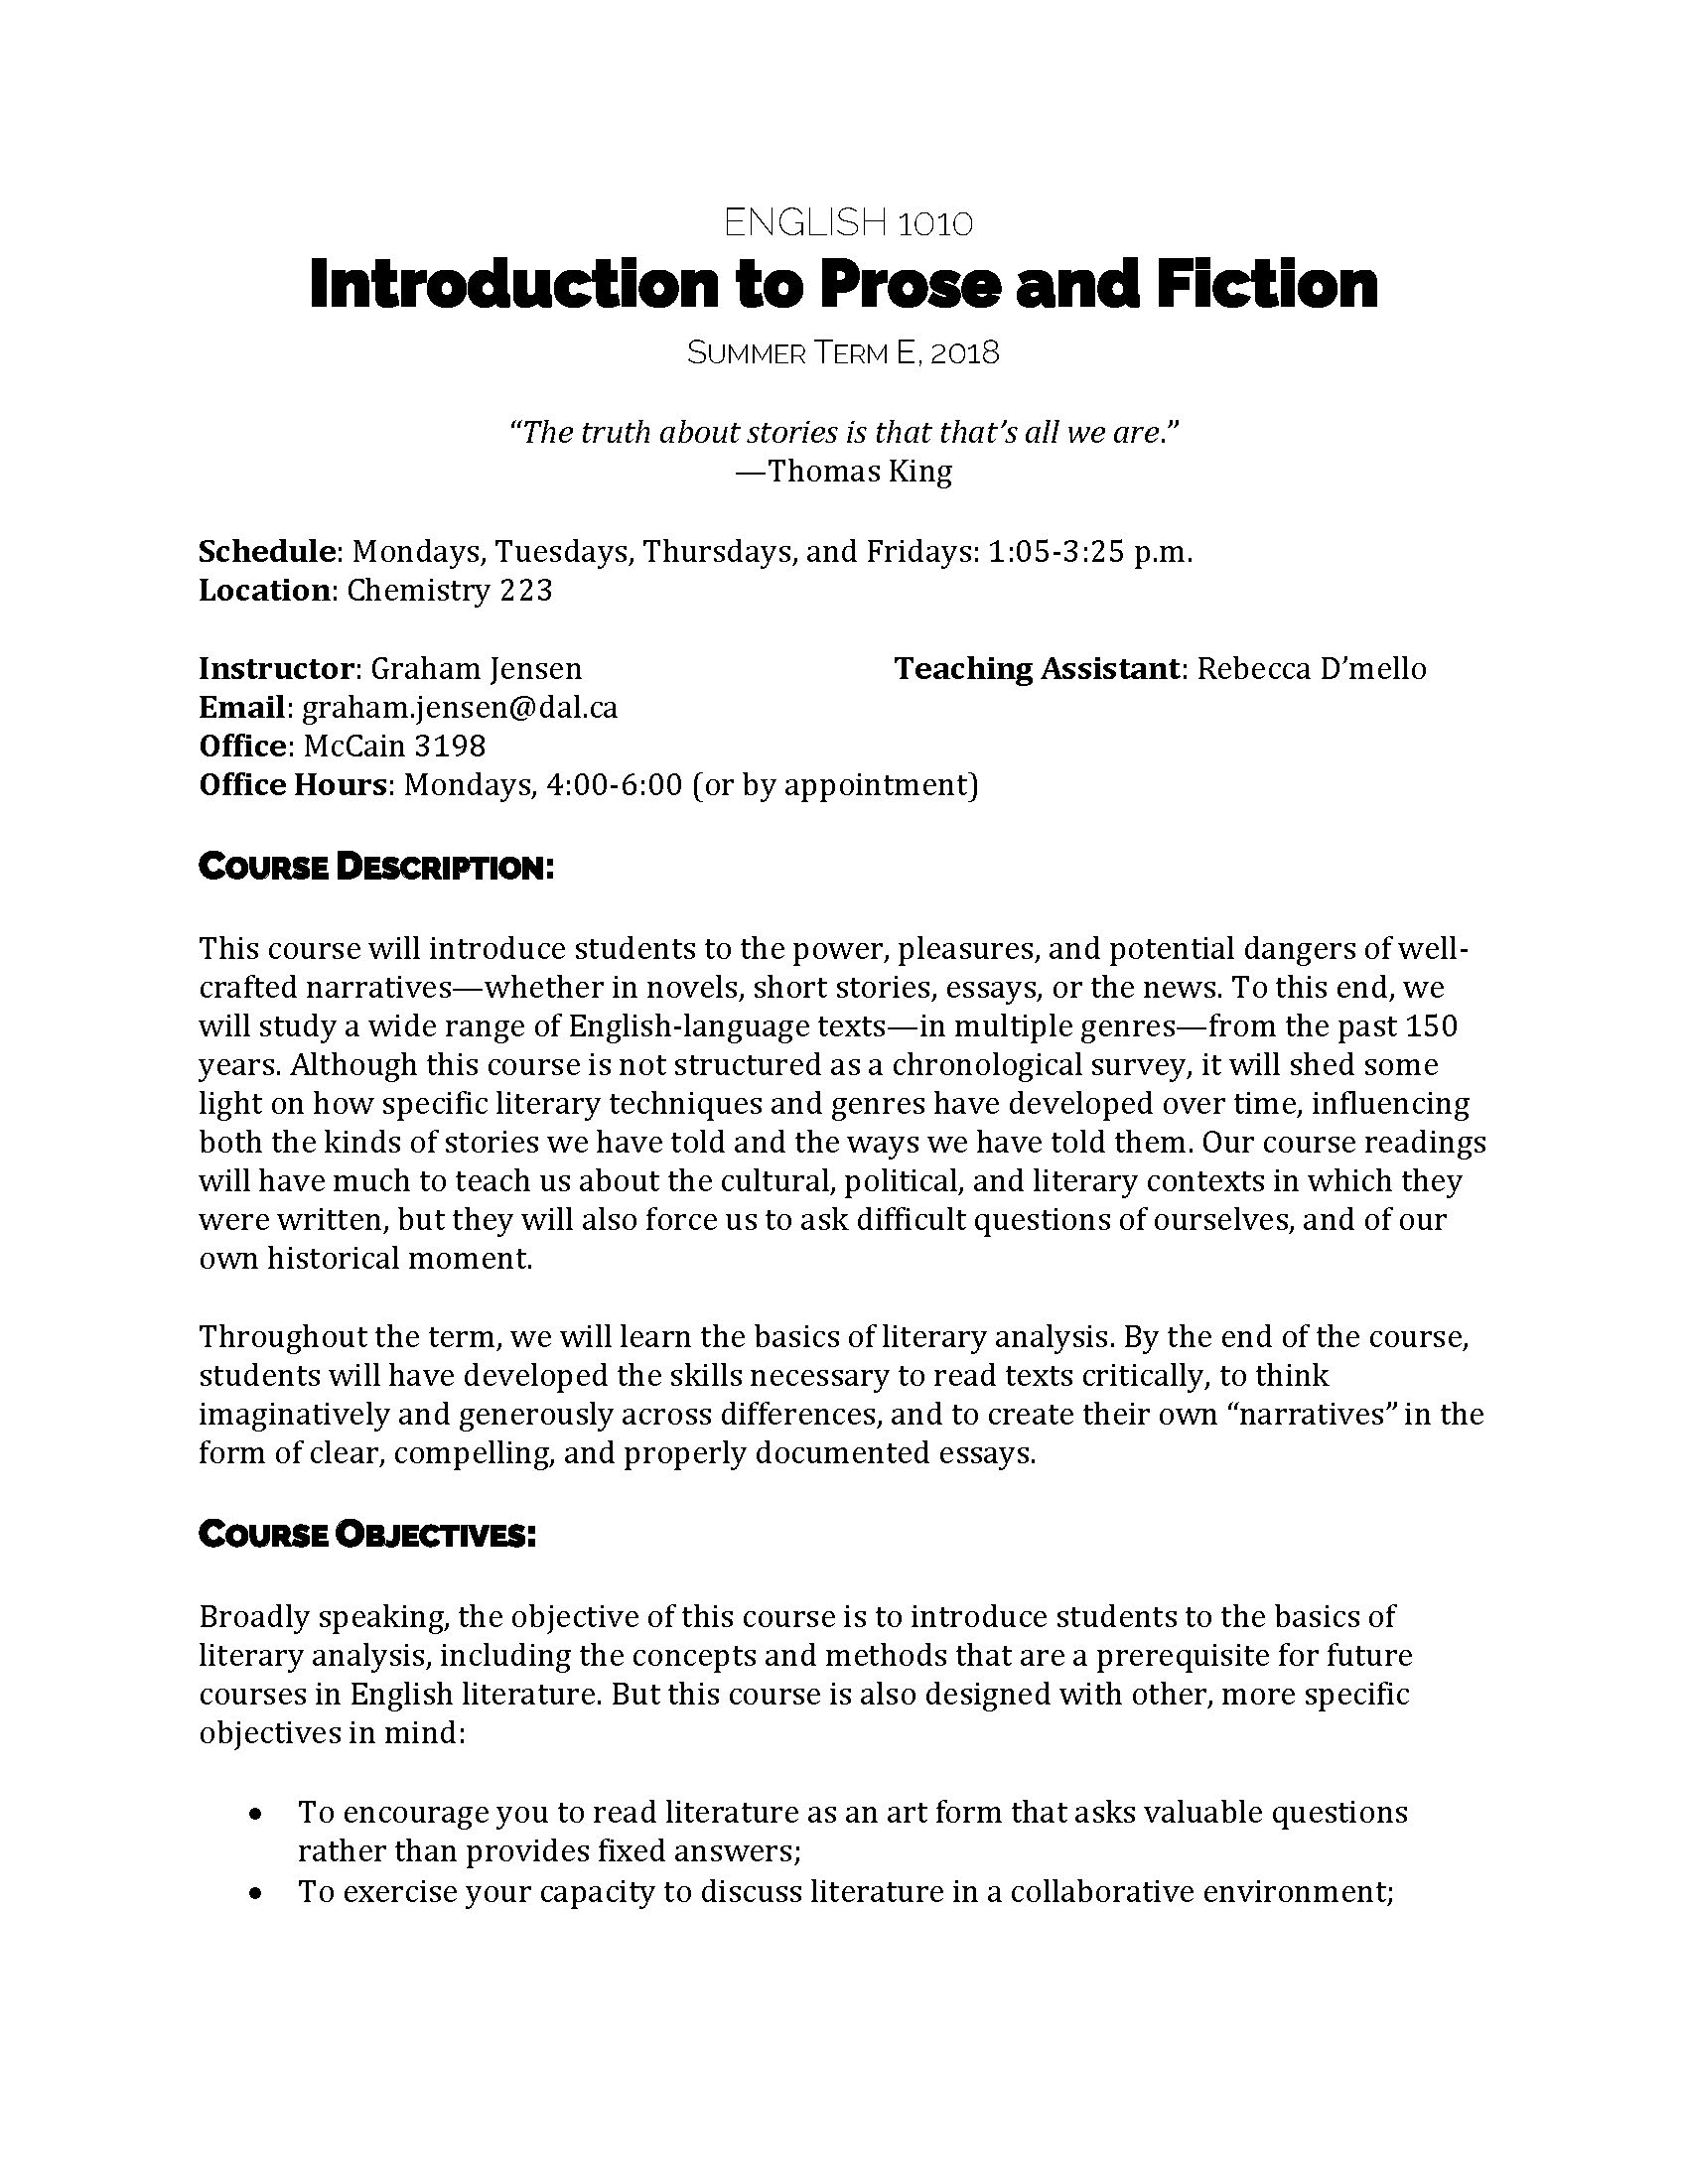 ENGLISH 1010
Introduction to Prose and Fiction
SUMMER TERM E, 2018
“The truth about stories is that that’s all we are.”
—Thomas King
Schedule: Mondays, Tuesdays, Thursdays, and Fridays: 1:05-3:25 p.m.
Location: Chemistry 223
Instructor: Graham Jensen Teaching Assistant: Rebecca D’mello
Email: graham.jensen@dal.ca
Office: McCain 3198
Office Hours: Mondays, 4:00-6:00 (or by appointment)
COURSE DESCRIPTION:
This course will introduce students to the power, pleasures, and potential dangers of well-
crafted narratives—whether in novels, short stories, essays, or the news. To this end, we
will study a wide range of English-language texts—in multiple genres—from the past 150
years. Although this course is not structured as a chronological survey, it will shed some
light on how specific literary techniques and genres have developed over time, influencing
both the kinds of stories we have told and the ways we have told them. Our course readings
will have much to teach us about the cultural, political, and literary contexts in which they
were written, but they will also force us to ask difficult questions of ourselves, and of our
own historical moment.
Throughout the term, we will learn the basics of literary analysis. By the end of the course,
students will have developed the skills necessary to read texts critically, to think
imaginatively and generously across differences, and to create their own “narratives” in the
form of clear, compelling, and properly documented essays.
COURSE OBJECTIVES:
Broadly speaking, the objective of this course is to introduce students to the basics of
literary analysis, including the concepts and methods that are a prerequisite for future
courses in English literature. But this course is also designed with other, more specific
objectives in mind:
• To encourage you to read literature as an art form that asks valuable questions
rather than provides fixed answers;
• To exercise your capacity to discuss literature in a collaborative environment;